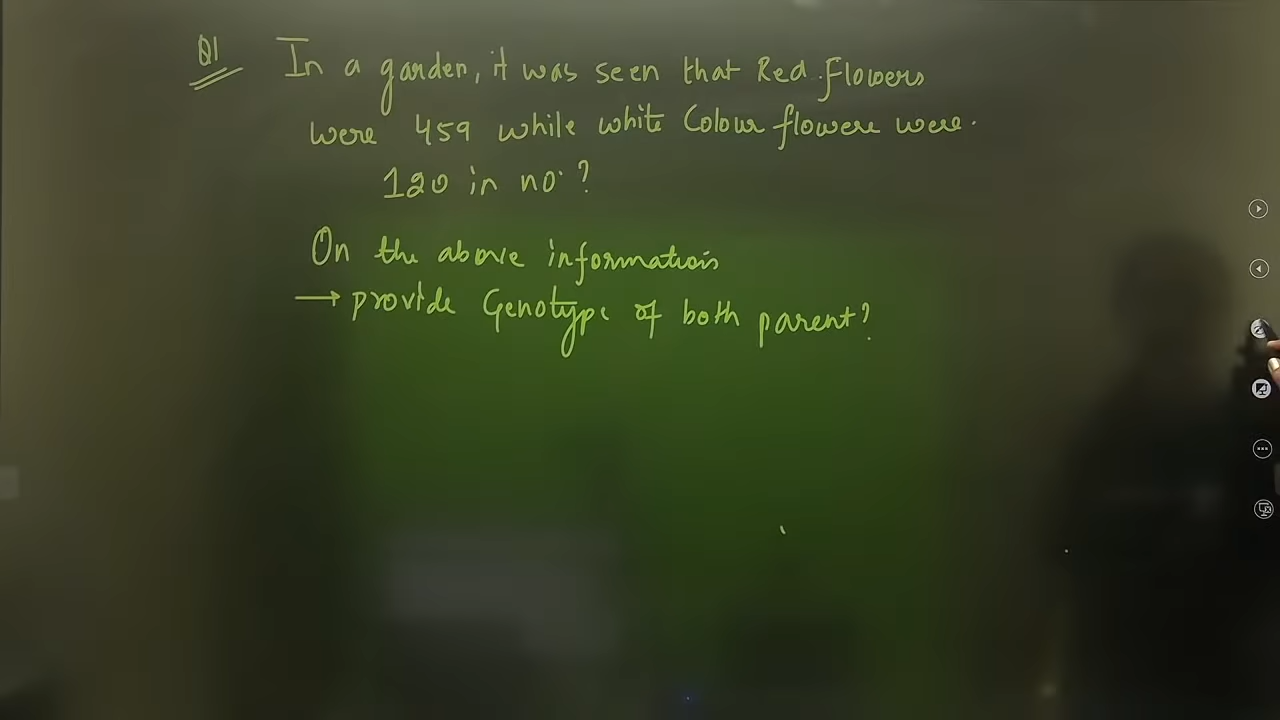 Q1 In a garden, it was seen that Red flowers
were 459 while white Colour flowere were.
120 in no. ?
On the above information
→ provide Genotype of both parent?